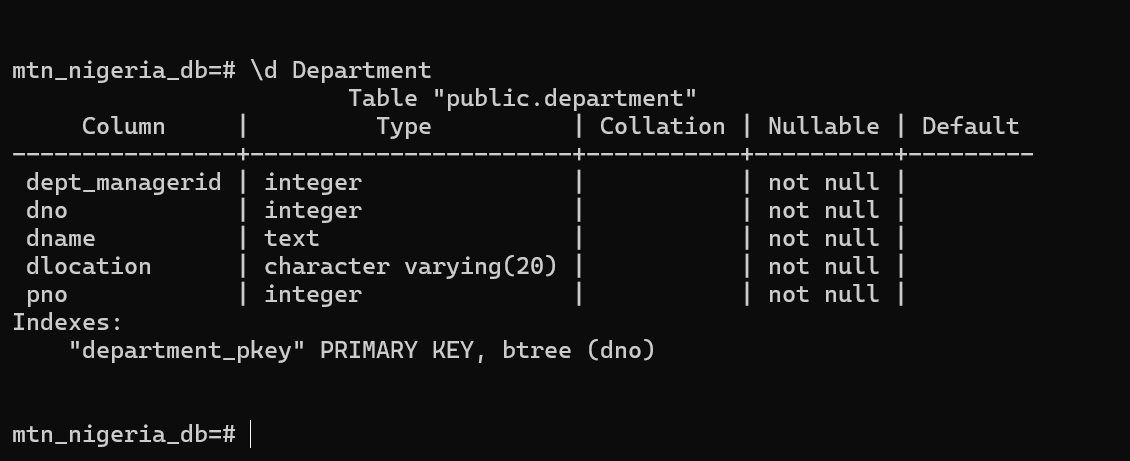 mtn_nigeria_db=# \d Department
                        Table "public.department"
     Column     |         Type          | Collation | Nullable | Default
----------------+-----------------------+-----------+----------+---------
 dept_managerid | integer               |           | not null |
 dno            | integer               |           | not null |
 dname          | text                  |           | not null |
 dlocation      | character varying(20) |           | not null |
 pno            | integer               |           | not null |
Indexes:
    "department_pkey" PRIMARY KEY, btree (dno)
mtn_nigeria_db=#